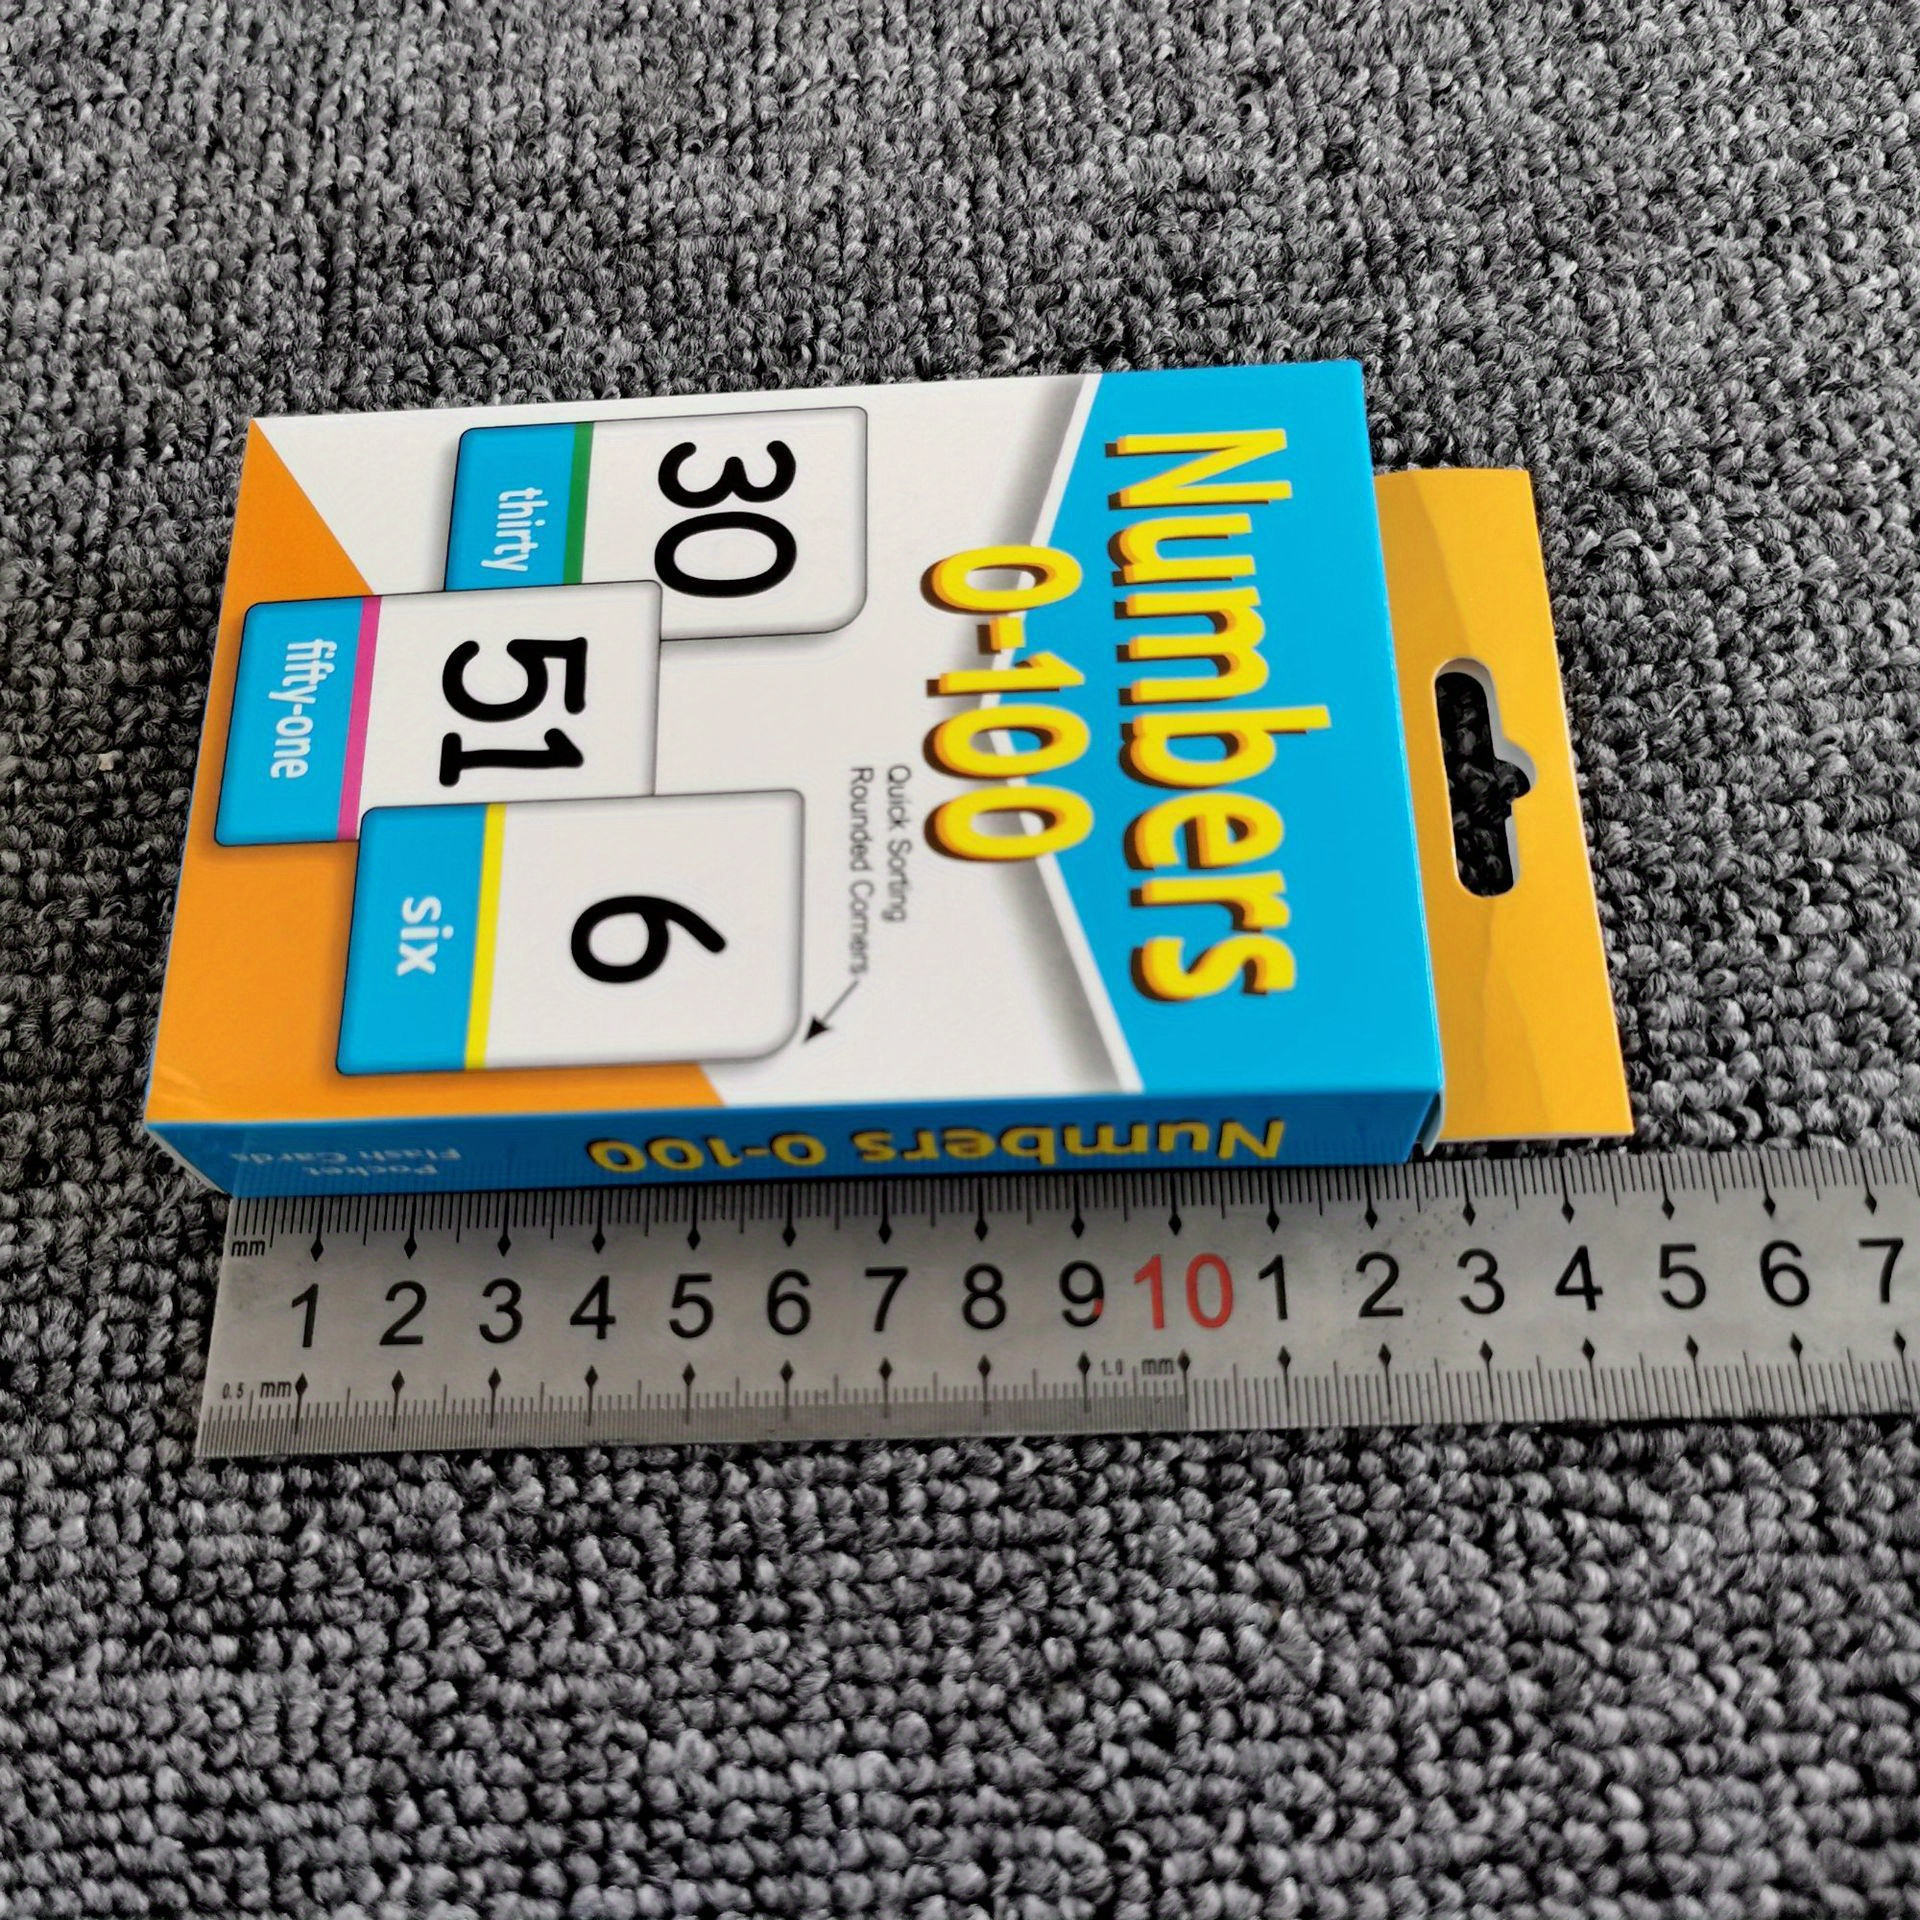 Numbers
0-100
Quick Sorting
Rounded Corners
30
thirty
51
fifty-one
6
six
Numbers 0-100
Pocket
Flash Cards
mm
1 2 3 4 5 6 7 8 9 10 1 2 3 4 5 6 7
0.5 mm
1.0 mm